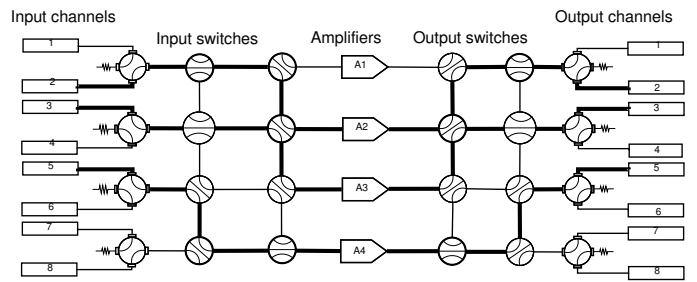 Input channels
Output channels
Input switches
Amplifiers
Output switches
1
A1
1
2
2
3
3
A2
4
4
5
5
A3
6
6
7
7
A4
8
8